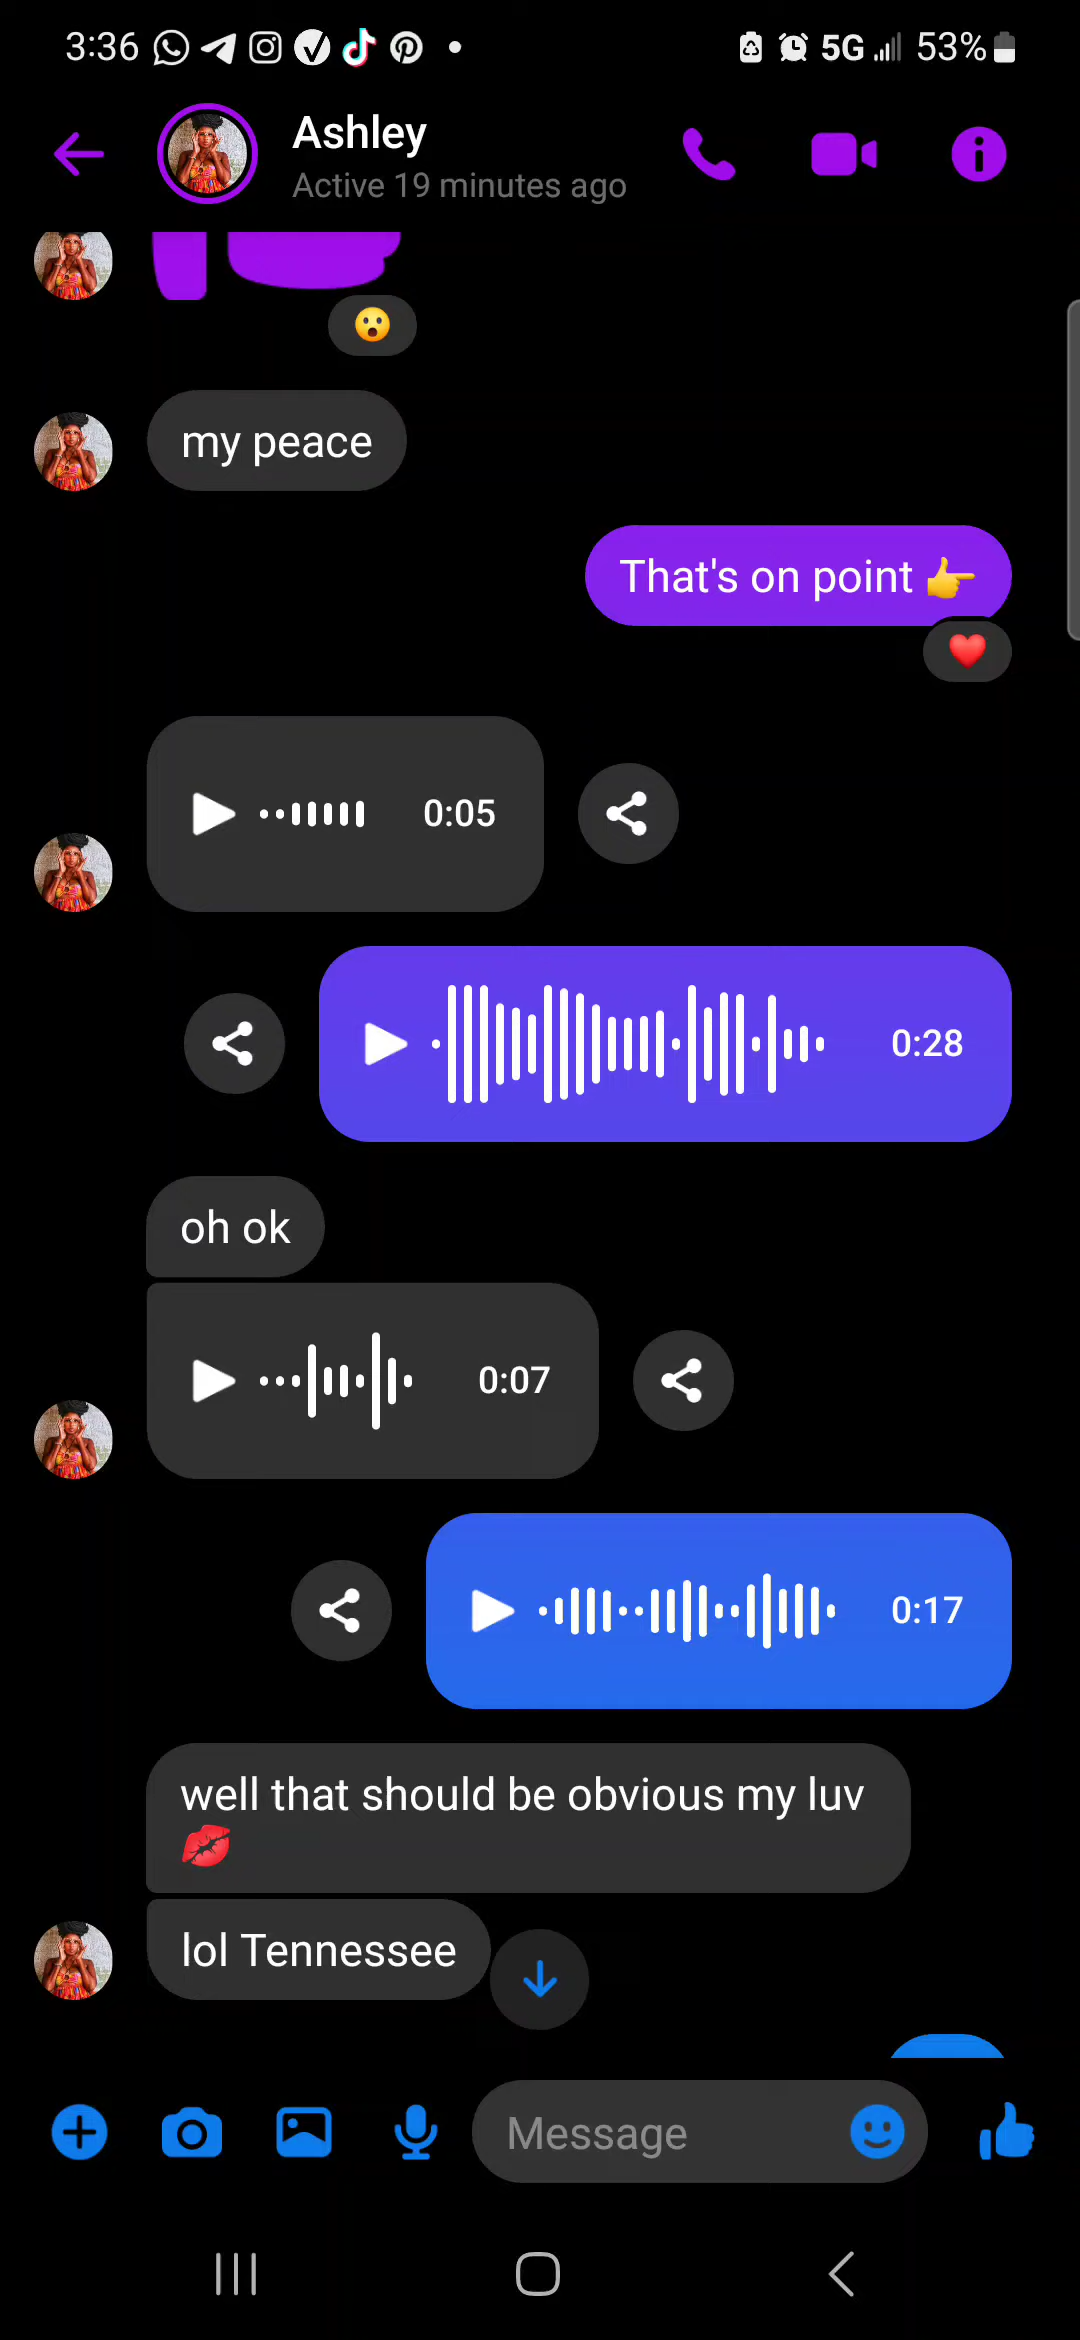 3:36
5G 53%
Ashley
Active 19 minutes ago
my peace
That's on point 👉
0:05
0:28
oh ok
0:07
0:17
well that should be obvious my luv
💋
lol Tennessee
Message